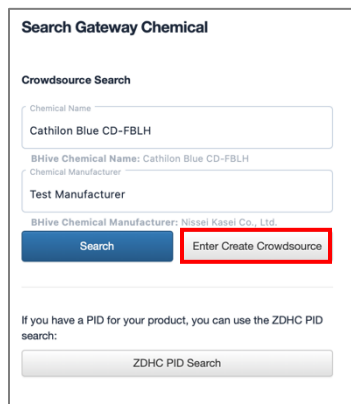 Search Gateway Chemical
Crowdsource Search
Chemical Name
Cathilon Blue CD-FBLH
BHive Chemical Name: Cathilon Blue CD-FBLH
Chemical Manufacturer
Test Manufacturer
BHive Chemical Manufacturer: Nissei Kasei Co., Ltd.
Search Enter Create Crowdsource
If you have a PID for your product, you can use the ZDHC PID
search:
ZDHC PID Search